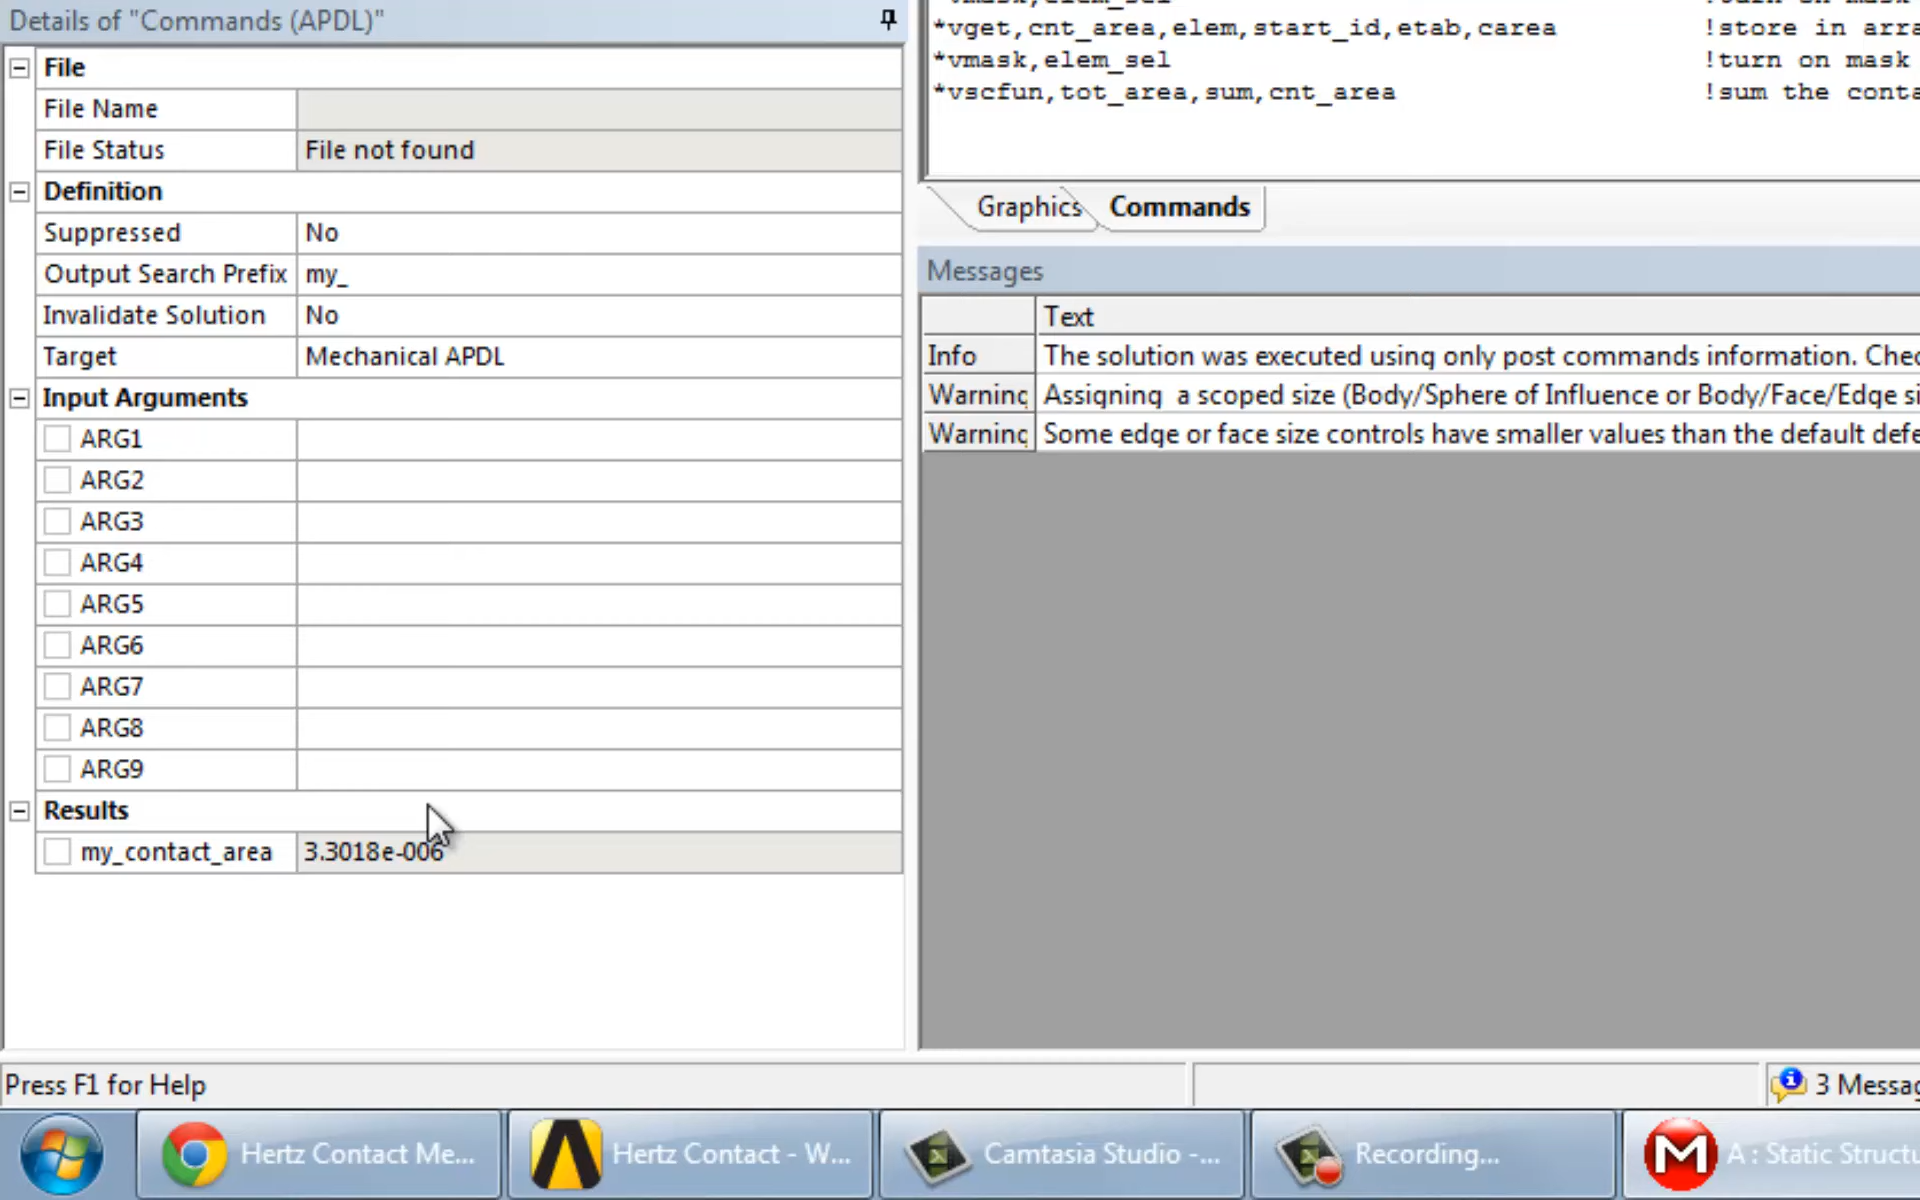 Details of "Commands (APDL)"
File
File Name
File Status File not found
Definition
Suppressed No
Output Search Prefix my_
Invalidate Solution No
Target Mechanical APDL
Input Arguments
ARG1
ARG2
ARG3
ARG4
ARG5
ARG6
ARG7
ARG8
ARG9
Results
my_contact_area 3.3018e-006
*vmask,elem_sel
*vget,cnt_area,elem,start_id,etab,carea !store in arra
*vmask,elem_sel !turn on mask
*vscfun,tot_area,sum,cnt_area !sum the conta
Graphics Commands
Messages
Text
Info The solution was executed using only post commands information. Chec
Warning Assigning a scoped size (Body/Sphere of Influence or Body/Face/Edge si
Warning Some edge or face size controls have smaller values than the default defe
Press F1 for Help
3 Messag
Hertz Contact Me...
Hertz Contact - W...
Camtasia Studio -...
Recording...
A : Static Structu